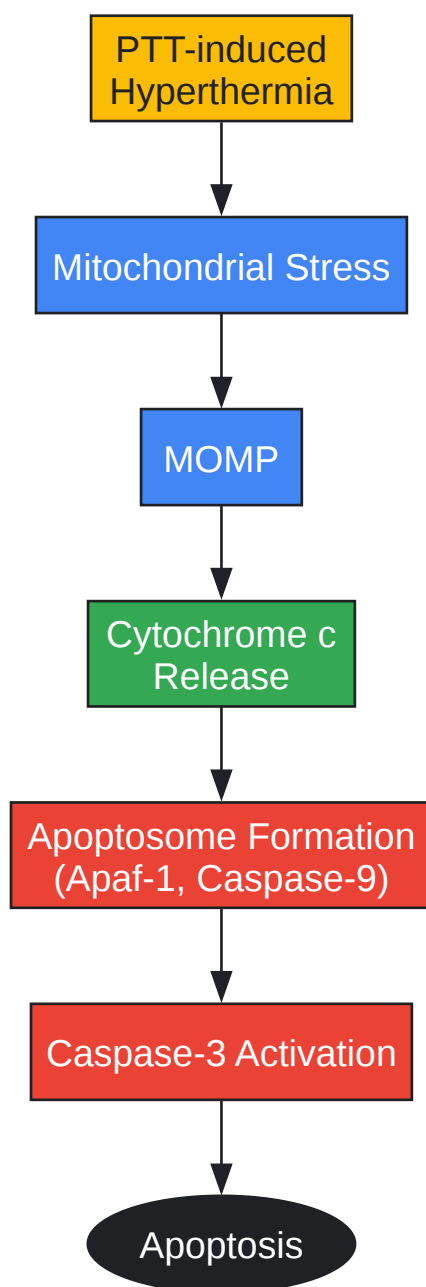 PTT-induced
Hyperthermia
Mitochondrial Stress
MOMP
Cytochrome c
Release
Apoptosome Formation
(Apaf-1, Caspase-9)
Caspase-3 Activation
Apoptosis